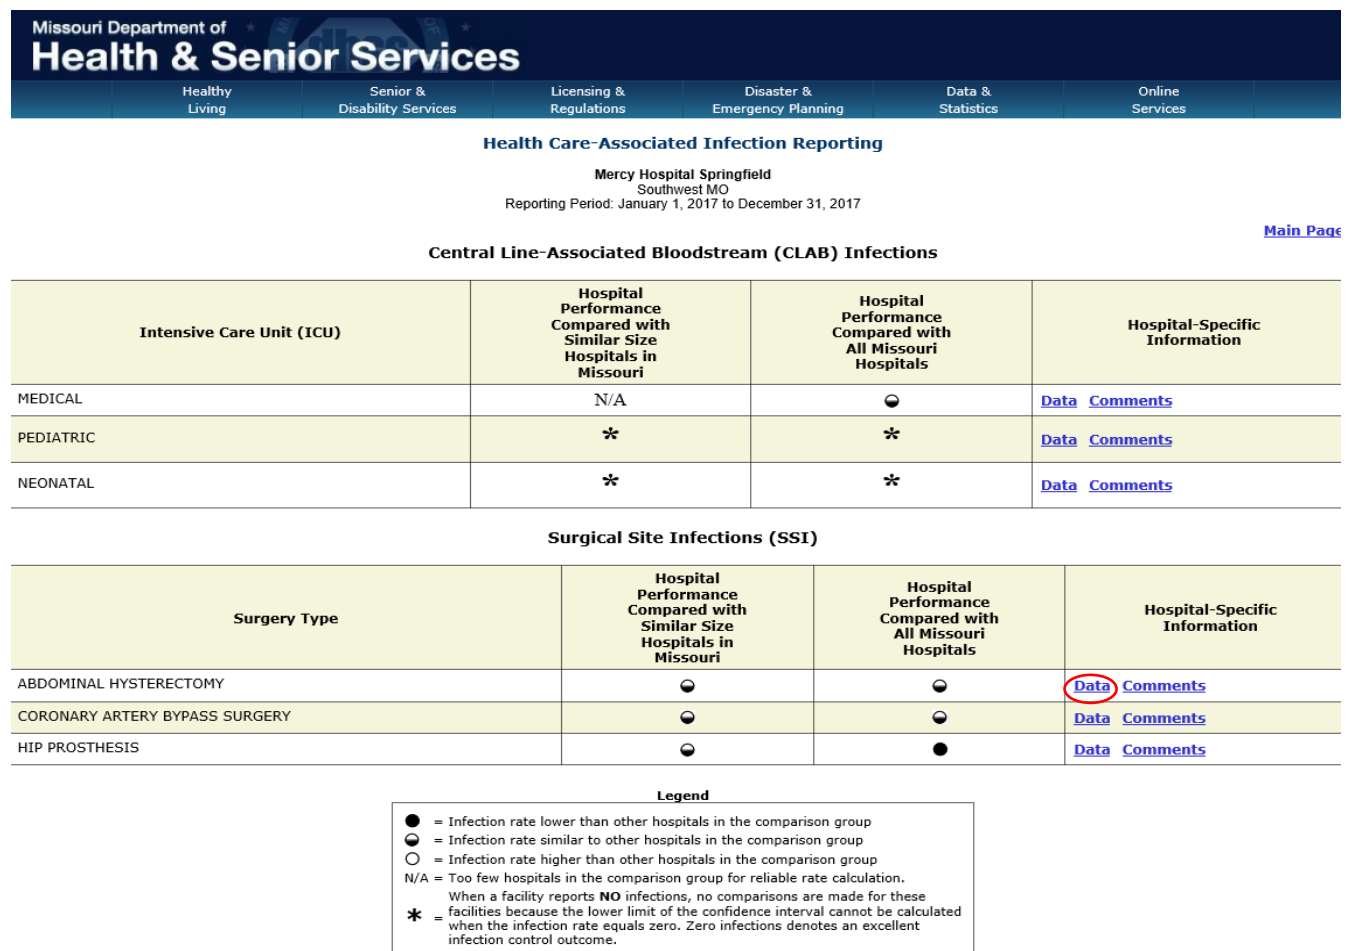 Missouri Department of
Health & Senior Services
Healthy
Living
Senior &
Disability Services
Licensing &
Regulations
Disaster &
Emergency Planning
Data &
Statistics
Online
Services
Health Care-Associated Infection Reporting
Mercy Hospital Springfield
Southwest MO
Reporting Period: January 1, 2017 to December 31, 2017
Main Page
Central Line-Associated Bloodstream (CLAB) Infections
Intensive Care Unit (ICU)
Hospital
Performance
Compared with
Similar Size
Hospitals in
Missouri
Hospital
Performance
Compared with
All Missouri
Hospitals
Hospital-Specific
Information
MEDICAL N/A ◒ Data Comments
PEDIATRIC * * Data Comments
NEONATAL * * Data Comments
Surgical Site Infections (SSI)
Surgery Type
Hospital
Performance
Compared with
Similar Size
Hospitals in
Missouri
Hospital
Performance
Compared with
All Missouri
Hospitals
Hospital-Specific
Information
ABDOMINAL HYSTERECTOMY ◒ ◒ Data Comments
CORONARY ARTERY BYPASS SURGERY ◒ ◒ Data Comments
HIP PROSTHESIS ◒ ● Data Comments
Legend
● = Infection rate lower than other hospitals in the comparison group
◒ = Infection rate similar to other hospitals in the comparison group
○ = Infection rate higher than other hospitals in the comparison group
N/A = Too few hospitals in the comparison group for reliable rate calculation.
When a facility reports NO infections, no comparisons are made for these
* = facilities because the lower limit of the confidence interval cannot be calculated
when the infection rate equals zero. Zero infections denotes an excellent
infection control outcome.